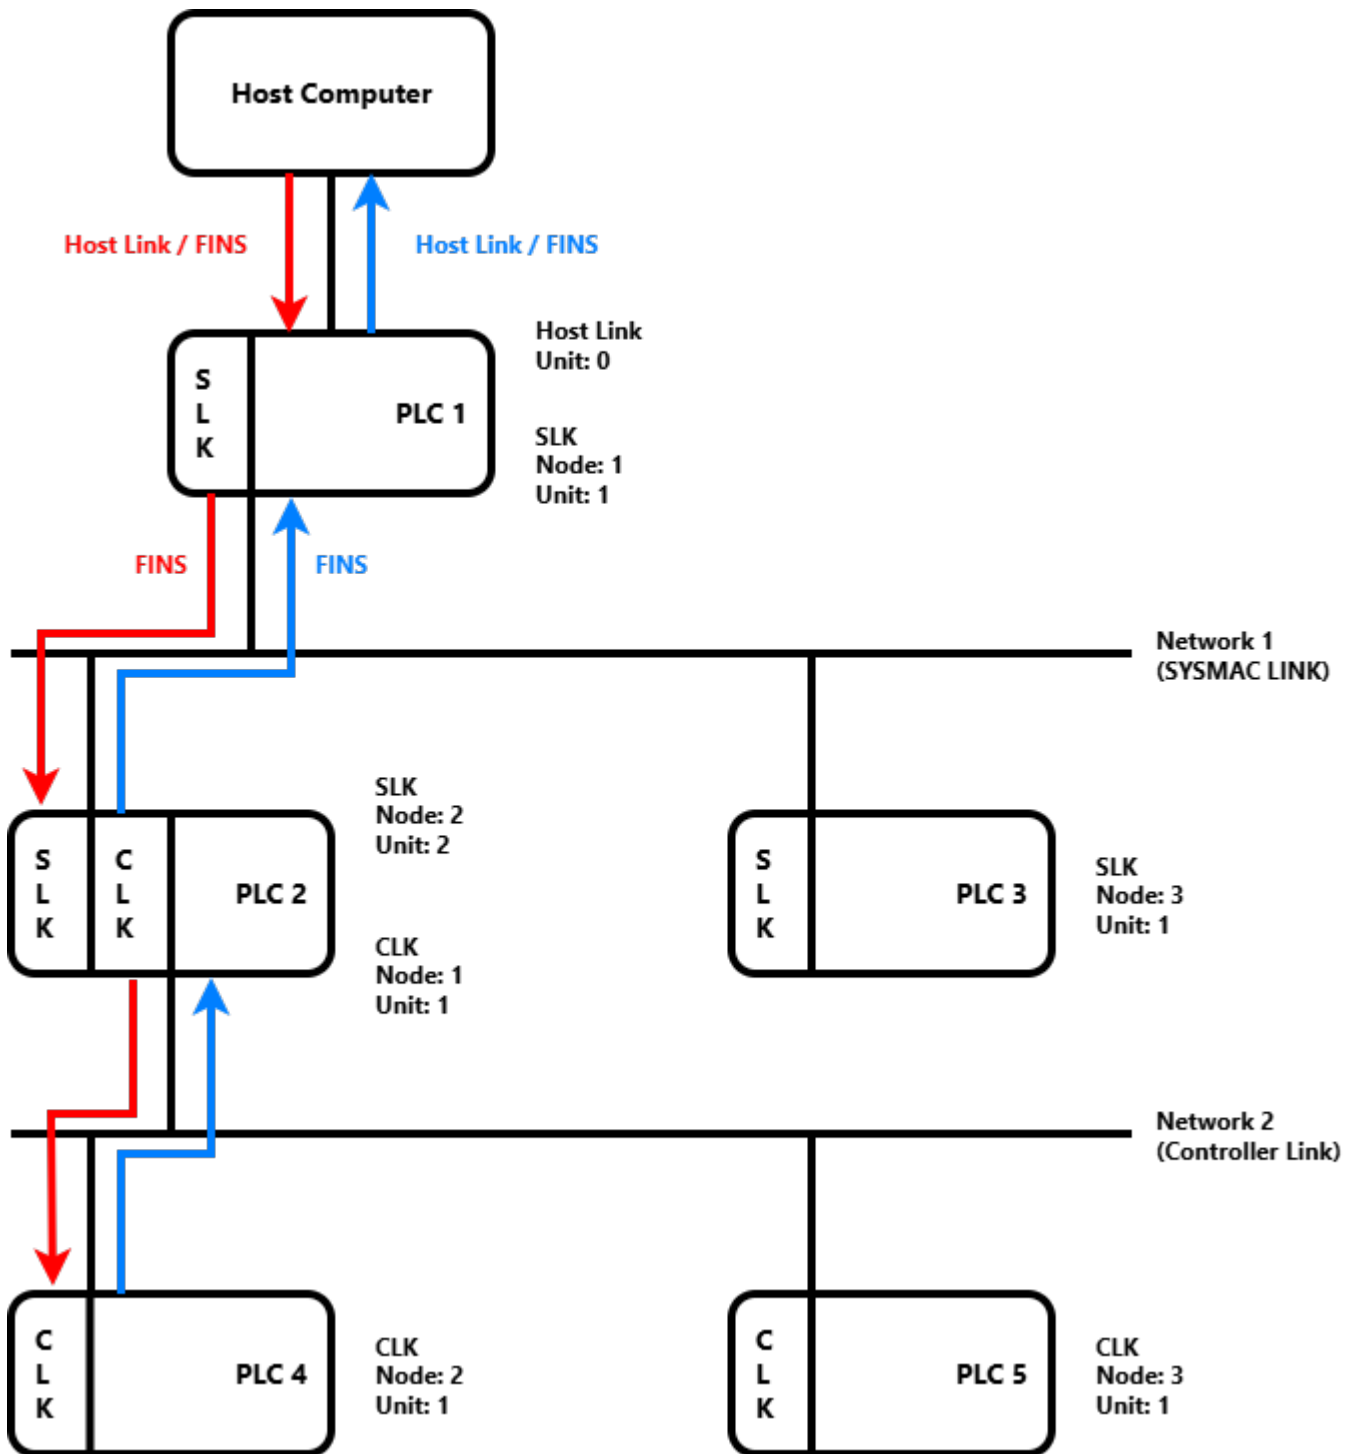 Host Computer
Host Link / FINS
Host Link / FINS
S
L
K
PLC 1
Host Link
Unit: 0
SLK
Node: 1
Unit: 1
FINS
FINS
Network 1
(SYSMAC LINK)
S
L
K
C
L
K
PLC 2
SLK
Node: 2
Unit: 2
CLK
Node: 1
Unit: 1
S
L
K
PLC 3
SLK
Node: 3
Unit: 1
Network 2
(Controller Link)
C
L
K
PLC 4
CLK
Node: 2
Unit: 1
C
L
K
PLC 5
CLK
Node: 3
Unit: 1